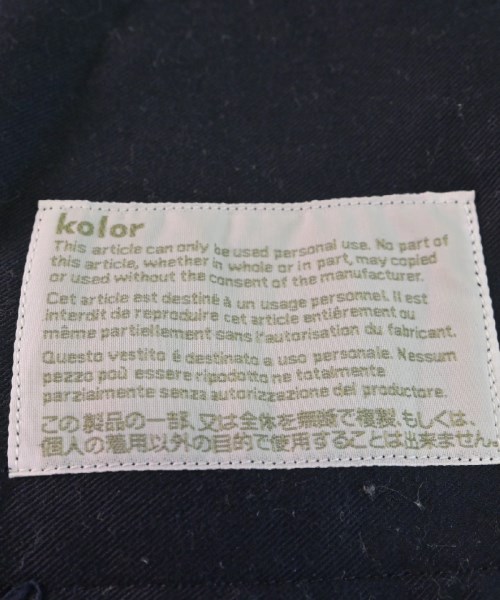 kolor
This article can only be used personal use. No part of
this article, whether in whole or in part, may copied
or used without the consent of the manufacturer.
Cet article est destiné à un usage personnel. Il est
interdit de reproduire cet article entièrement ou
même partiellement sans l'autorisation du fabricant.
Questo vestito é destinato a uso personale. Nessum
pezzo poù essere ripodotto ne totalmente
parzialmente senza autorizzazione del productore.
この製品の一部、又は全体を無断で複製、もしくは、
個人の着用以外の目的で使用することは出来ません。